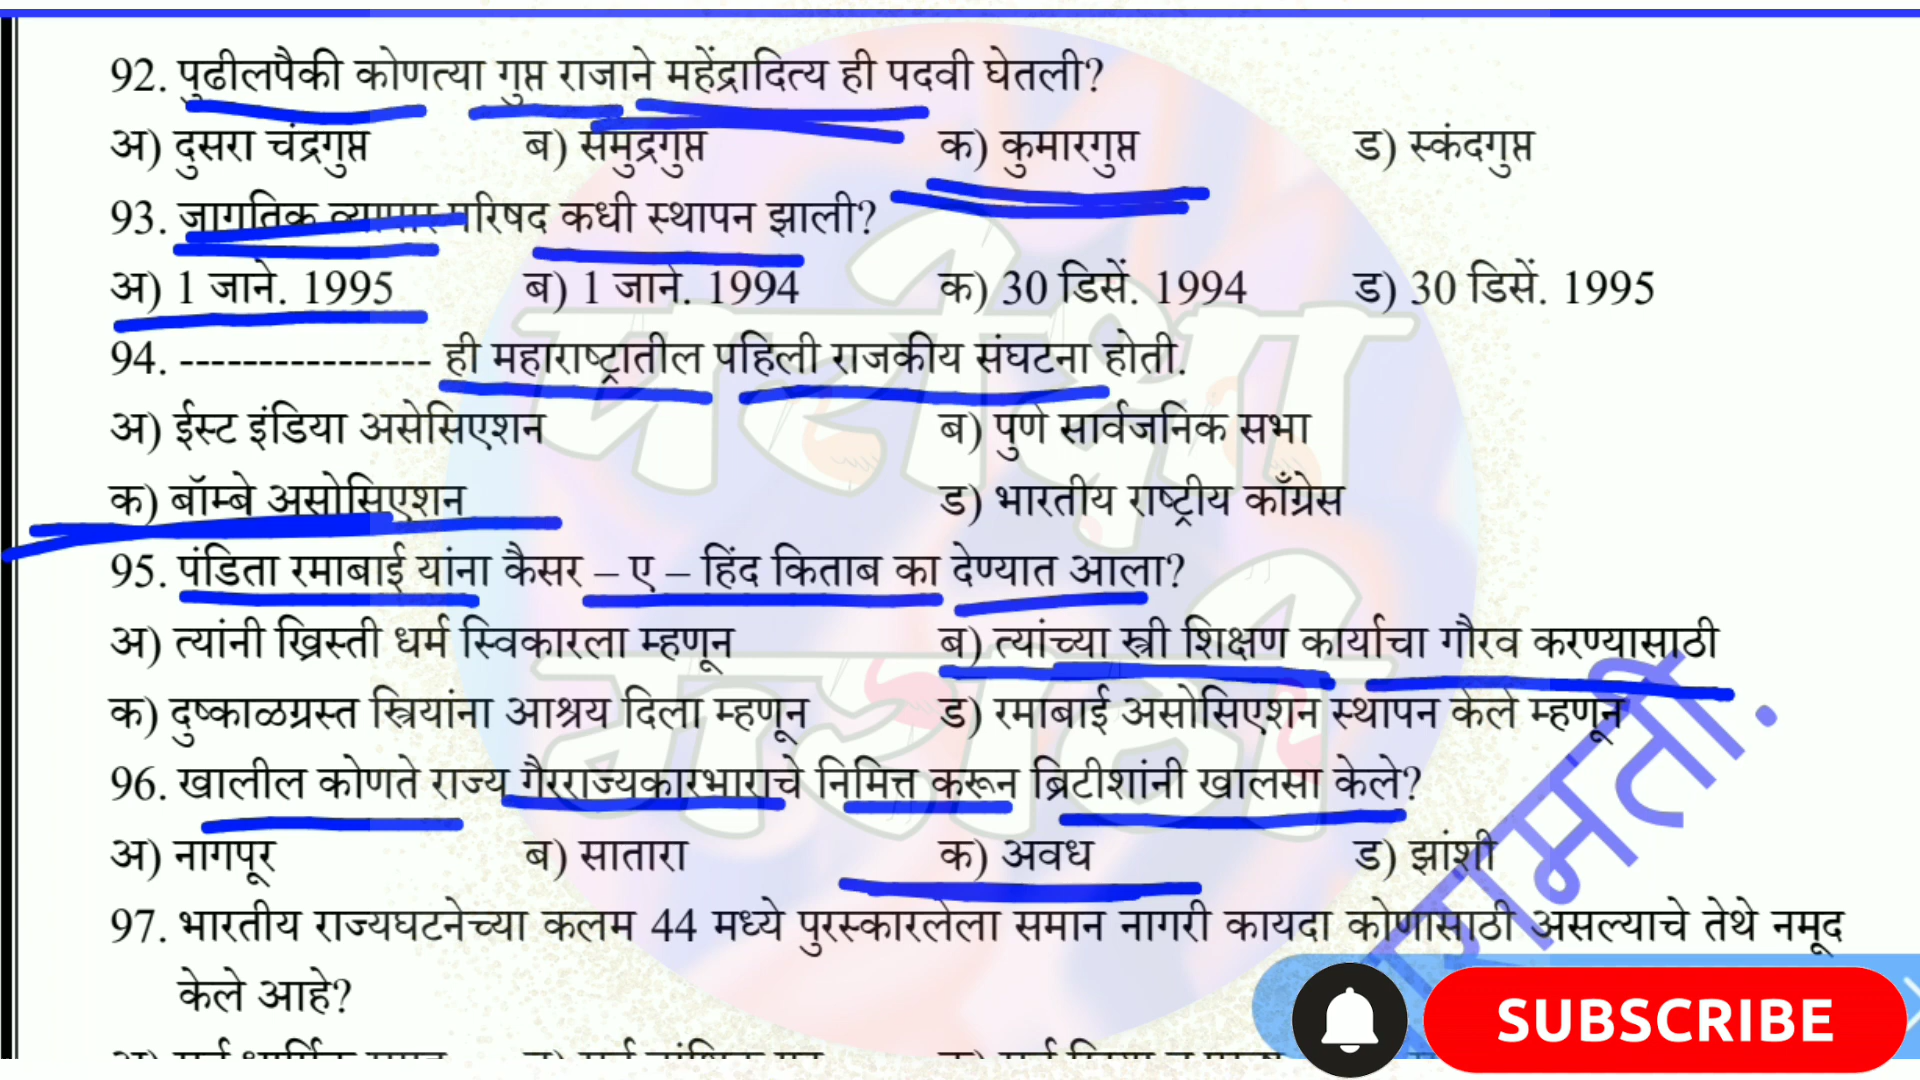 92. पुढीलपैकी कोणत्या गुप्त राजाने महेंद्रादित्य ही पदवी घेतली?
अ) दुसरा चंद्रगुप्त ब) समुद्रगुप्त क) कुमारगुप्त ड) स्कंदगुप्त
93. जागतिक व्यापार परिषद कधी स्थापन झाली?
अ) 1 जाने. 1995 ब) 1 जाने. 1994 क) 30 डिसें. 1994 ड) 30 डिसें. 1995
94. ---------------- ही महाराष्ट्रातील पहिली राजकीय संघटना होती.
अ) ईस्ट इंडिया असेसिएशन ब) पुणे सार्वजनिक सभा
क) बॉम्बे असोसिएशन ड) भारतीय राष्ट्रीय काँग्रेस
95. पंडिता रमाबाई यांना कैसर – ए – हिंद किताब का देण्यात आला?
अ) त्यांनी ख्रिस्ती धर्म स्विकारला म्हणून ब) त्यांच्या स्त्री शिक्षण कार्याचा गौरव करण्यासाठी
क) दुष्काळग्रस्त स्त्रियांना आश्रय दिला म्हणून ड) रमाबाई असोसिएशन स्थापन केले म्हणून
96. खालील कोणते राज्य गैरराज्यकारभाराचे निमित्त करून ब्रिटीशांनी खालसा केले?
अ) नागपूर ब) सातारा क) अवध ड) झांशी
97. भारतीय राज्यघटनेच्या कलम 44 मध्ये पुरस्कारलेला समान नागरी कायदा कोणासाठी असल्याचे तेथे नमूद
केले आहे?
SUBSCRIBE